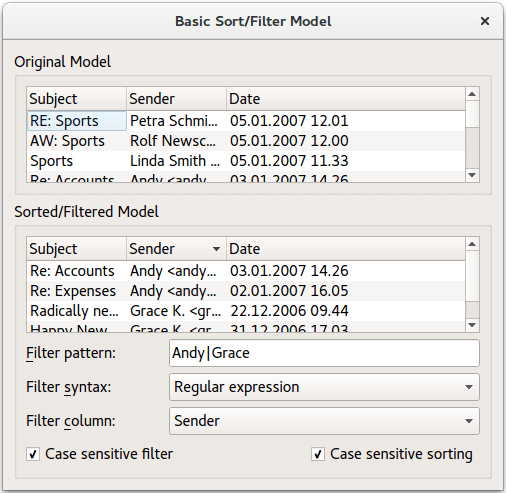 Basic Sort/Filter Model
Original Model
Subject Sender Date
RE: Sports Petra Schmi... 05.01.2007 12.01
AW: Sports Rolf Newsc... 05.01.2007 12.00
Sports Linda Smith ... 05.01.2007 11.33
Re: Accounts Andy <andy... 03.01.2007 14.26
Sorted/Filtered Model
Subject Sender Date
Re: Accounts Andy <andy... 03.01.2007 14.26
Re: Expenses Andy <andy... 02.01.2007 16.05
Radically ne... Grace K. <gr... 22.12.2006 09.44
Happy New ... Grace K. <gr... 31.12.2006 17.03
Filter pattern: Andy|Grace
Filter syntax: Regular expression
Filter column: Sender
Case sensitive filter Case sensitive sorting